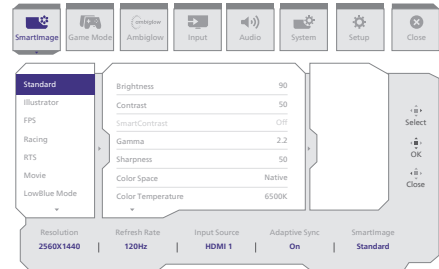 ambiglow
SmartImage Game Mode Ambiglow Input Audio System Setup Close
Standard
Illustrator
FPS
Racing
RTS
Movie
LowBlue Mode
Brightness 90
Contrast 50
SmartContrast Off
Gamma 2.2
Sharpness 50
Color Space Native
Color Temperature 6500K
Select
OK
Close
Resolution Refresh Rate Input Source Adaptive Sync SmartImage
2560X1440 | 120Hz | HDMI 1 | On | Standard